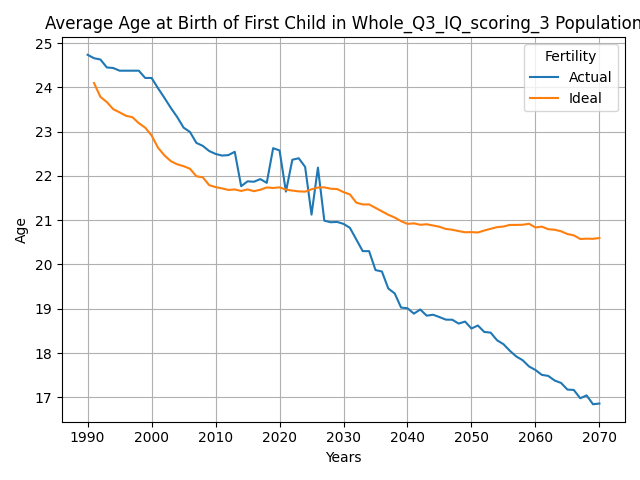 Average Age at Birth of First Child in Whole_Q3_IQ_scoring_3 Population
25
24
23
22
21
20
19
18
17
Age
Fertility
Actual
Ideal
1990 2000 2010 2020 2030 2040 2050 2060 2070
Years